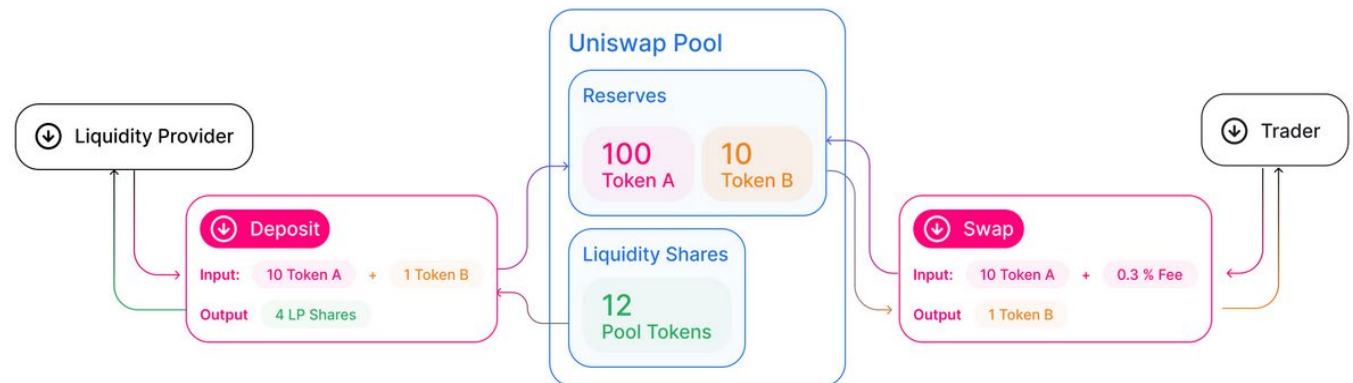 Uniswap Pool
Reserves
100
Token A
10
Token B
Liquidity Shares
12
Pool Tokens
Liquidity Provider
Deposit
Input: 10 Token A + 1 Token B
Output 4 LP Shares
Trader
Swap
Input: 10 Token A + 0.3 % Fee
Output 1 Token B